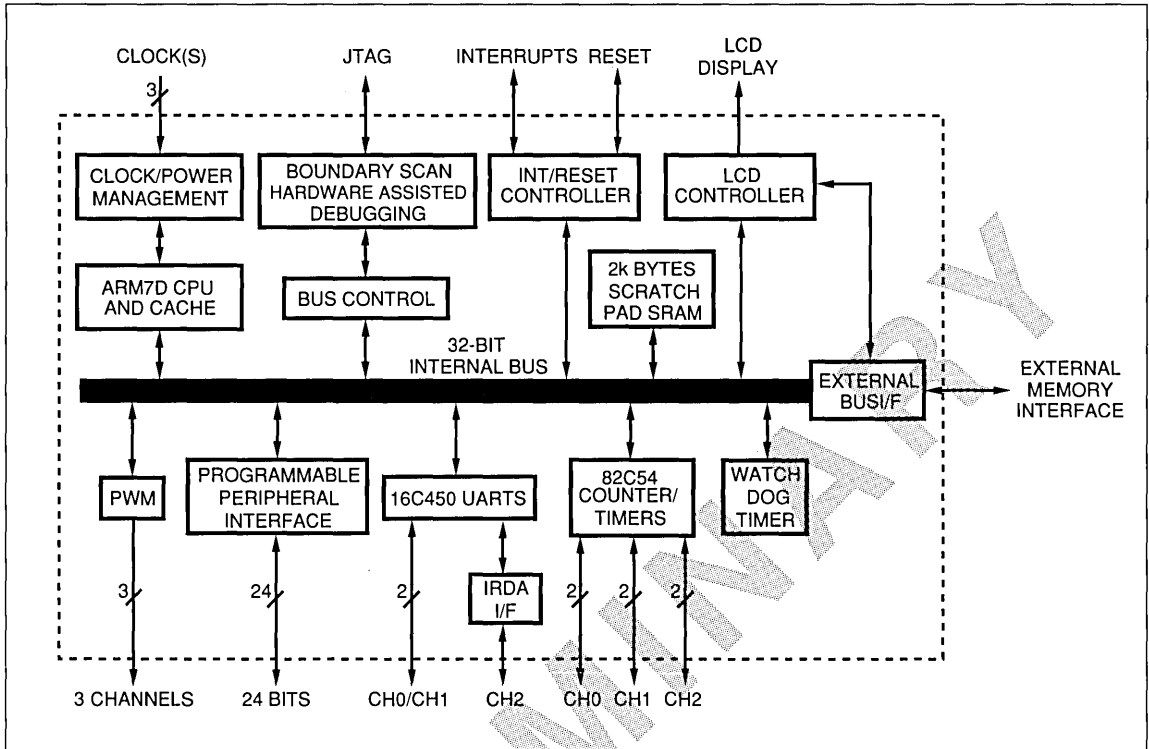 CLOCK(S)
JTAG
INTERRUPTS
RESET
LCD
DISPLAY
3
CLOCK/POWER
MANAGEMENT
BOUNDARY SCAN
HARDWARE ASSISTED
DEBUGGING
INT/RESET
CONTROLLER
LCD
CONTROLLER
ARM7D CPU
AND CACHE
BUS CONTROL
2k BYTES
SCRATCH
PAD SRAM
32-BIT
INTERNAL BUS
EXTERNAL
BUSI/F
EXTERNAL
MEMORY
INTERFACE
PWM
PROGRAMMABLE
PERIPHERAL
INTERFACE
16C450 UARTS
82C54
COUNTER/
TIMERS
WATCH
DOG
TIMER
IRDA
I/F
3
24
2
2
2
2
3 CHANNELS
24 BITS
CH0/CH1
CH2
CH0
CH1
CH2
MINARY